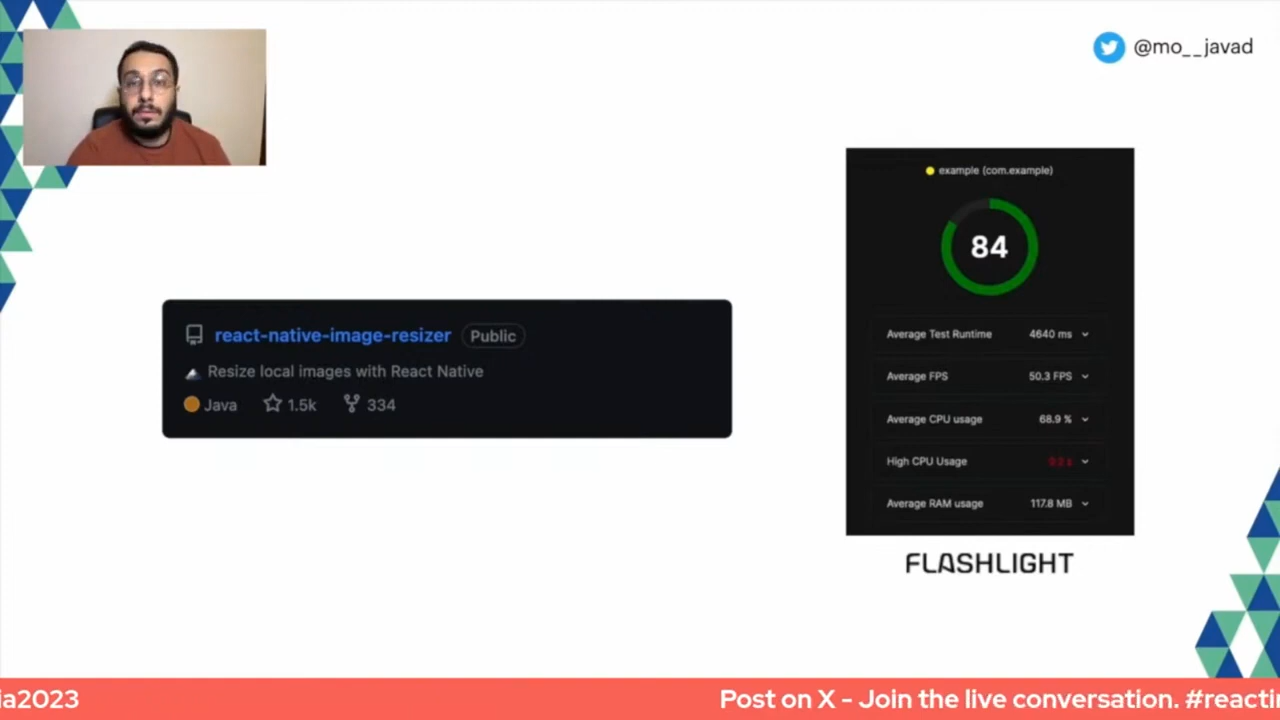 @mo__javad
example (com.example)
84
react-native-image-resizer Public
Resize local images with React Native
Java 1.5k 334
Average Test Runtime 4640 ms
Average FPS 50.3 FPS
Average CPU usage 68.9 %
High CPU Usage
Average RAM usage 117.8 MB
FLASHLIGHT
ia2023 Post on X - Join the live conversation. #reactin